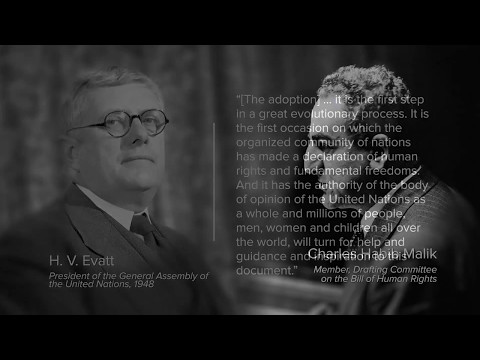 "[The adoption] ... it is the first step
in a great evolutionary process. It is
the first occasion on which the
organized community of nations
has made a declaration of human
rights and fundamental freedoms.
And it has the authority of the body
of opinion of the United Nations as
a whole and millions of people,
men, women and children all over
the world, will turn for help and
guidance and inspiration to this
document."
H. V. Evatt
President of the General Assembly of
the United Nations, 1948
Charles Habib Malik
Member, Drafting Committee
on the Bill of Human Rights